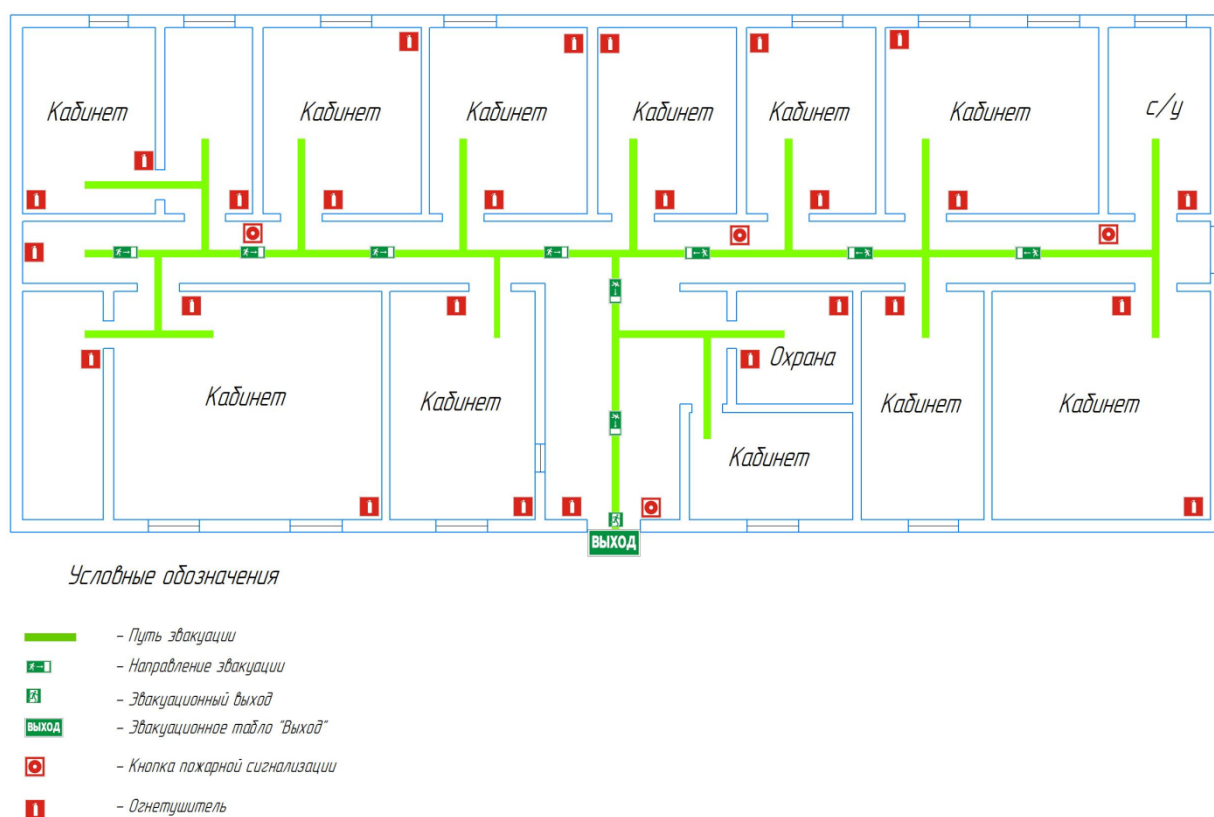 Кабинет
Кабинет
Кабинет
Кабинет
Кабинет
Кабинет
с/у
Охрана
Кабинет
Кабинет
Кабинет
Кабинет
Кабинет
ВЫХОД
Условные обозначения
- Путь эвакуации
- Направление эвакуации
- Эвакуационный выход
ВЫХОД - Эвакуационное табло "Выход"
- Кнопка пожарной сигнализации
- Огнетушитель